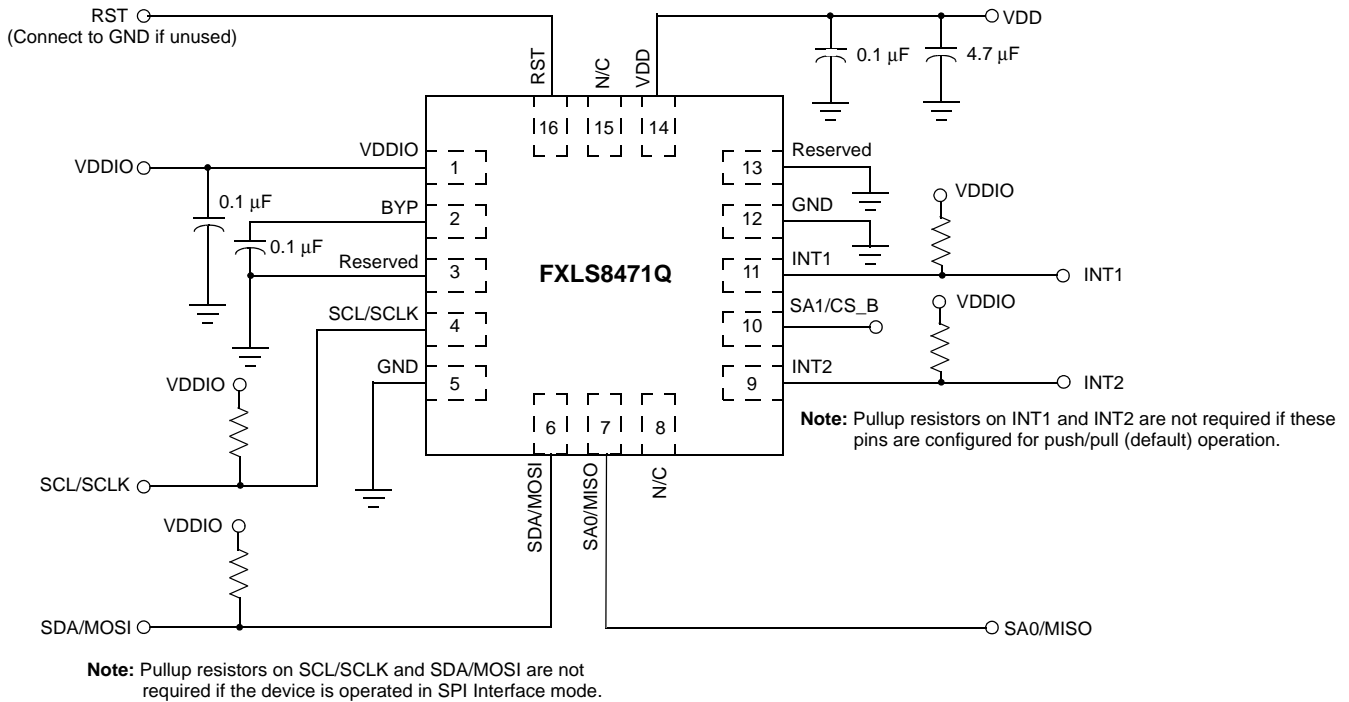 RST
(Connect to GND if unused)
VDD
0.1 μF
4.7 μF
RST
N/C
VDD
16
15
14
VDDIO
VDDIO
1
13
Reserved
0.1 μF
BYP
2
12
GND
VDDIO
0.1 μF
Reserved
3
FXLS8471Q
11
INT1
INT1
SCL/SCLK
4
10
SA1/CS_B
VDDIO
GND
5
9
INT2
INT2
VDDIO
6
7
8
Note: Pullup resistors on INT1 and INT2 are not required if these
pins are configured for push/pull (default) operation.
SCL/SCLK
SDA/MOSI
SA0/MISO
N/C
VDDIO
SDA/MOSI
SA0/MISO
Note: Pullup resistors on SCL/SCLK and SDA/MOSI are not
required if the device is operated in SPI Interface mode.